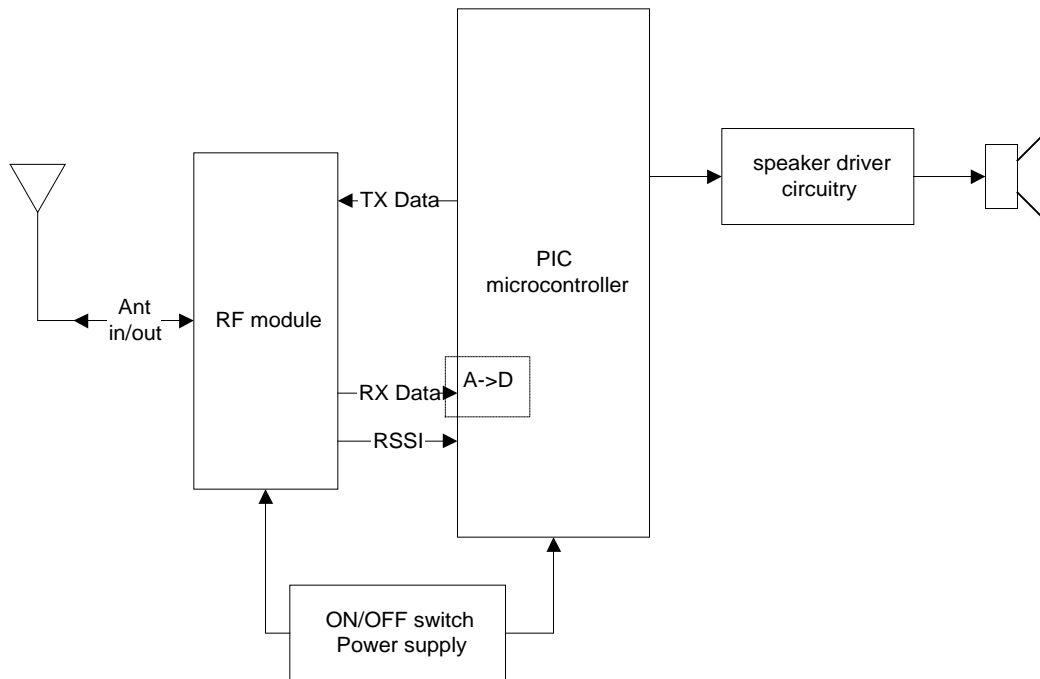 speaker driver
circuitry
TX Data
PIC
microcontroller
Ant
in/out
RF module
A->D
RX Data
RSSI
ON/OFF switch
Power supply